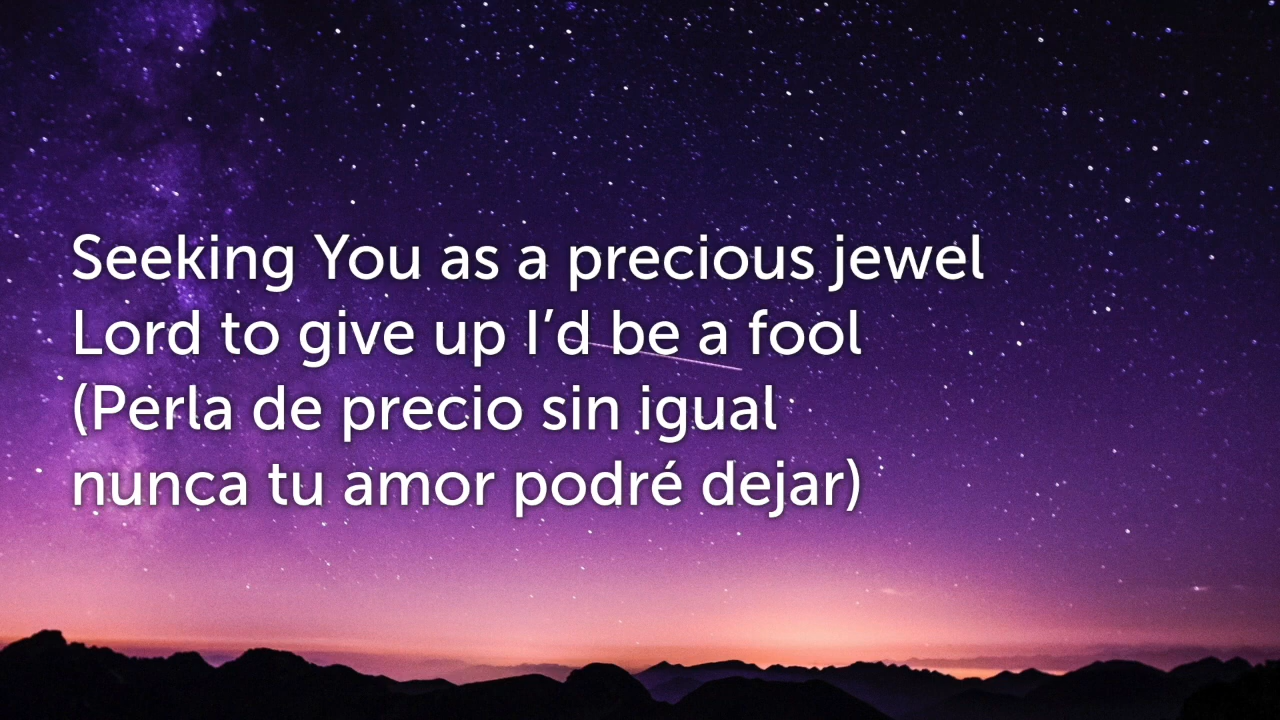 Seeking You as a precious jewel
Lord to give up I’d be a fool
(Perla de precio sin igual
nunca tu amor podré dejar)